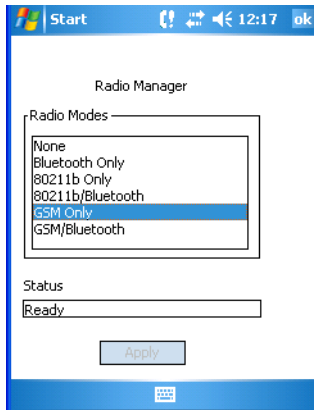 Start 12:17 ok
Radio Manager
Radio Modes
None
Bluetooth Only
80211b Only
80211b/Bluetooth
GSM Only
GSM/Bluetooth
Status
Ready
Apply